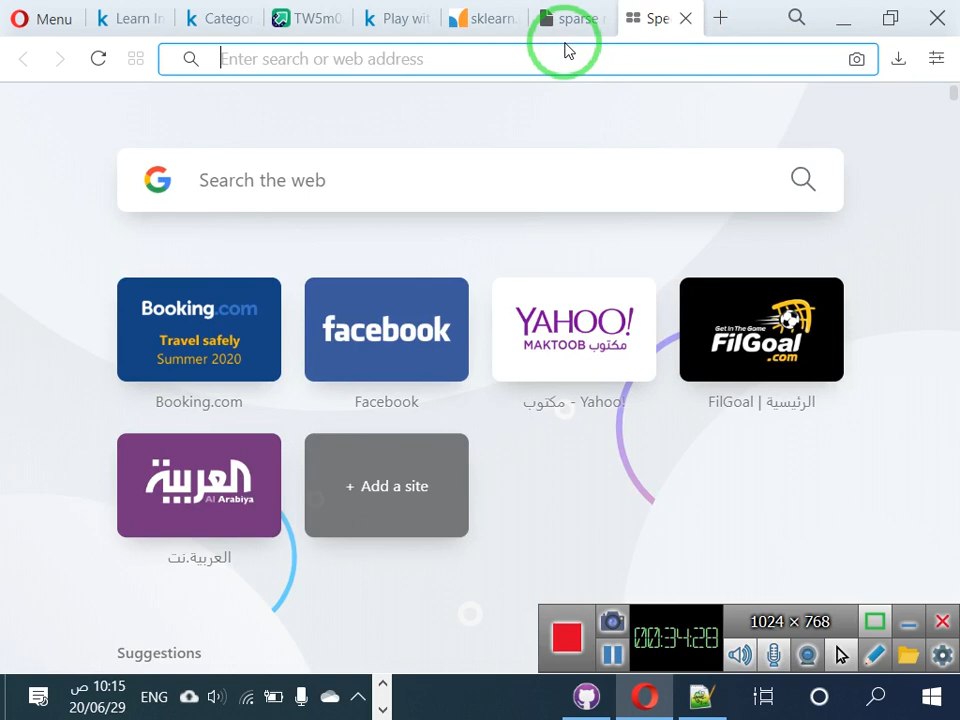 Menu
Learn In
Catego
TW5m0
Play wit
sklearn.
sparse
Spe
Enter search or web address
Search the web
Booking.com
Travel safely
Summer 2020
facebook
YAHOO!
MAKTOOB مكتوب
GET IN THE GAME
FilGoal
.com
Booking.com
Facebook
Yahoo! - مكتوب
FilGoal | الرئيسية
العربية
Al Arabiya
+ Add a site
العربية.نت
Suggestions
1024 × 768
00:34:28
10:15 ص
20/06/29
ENG